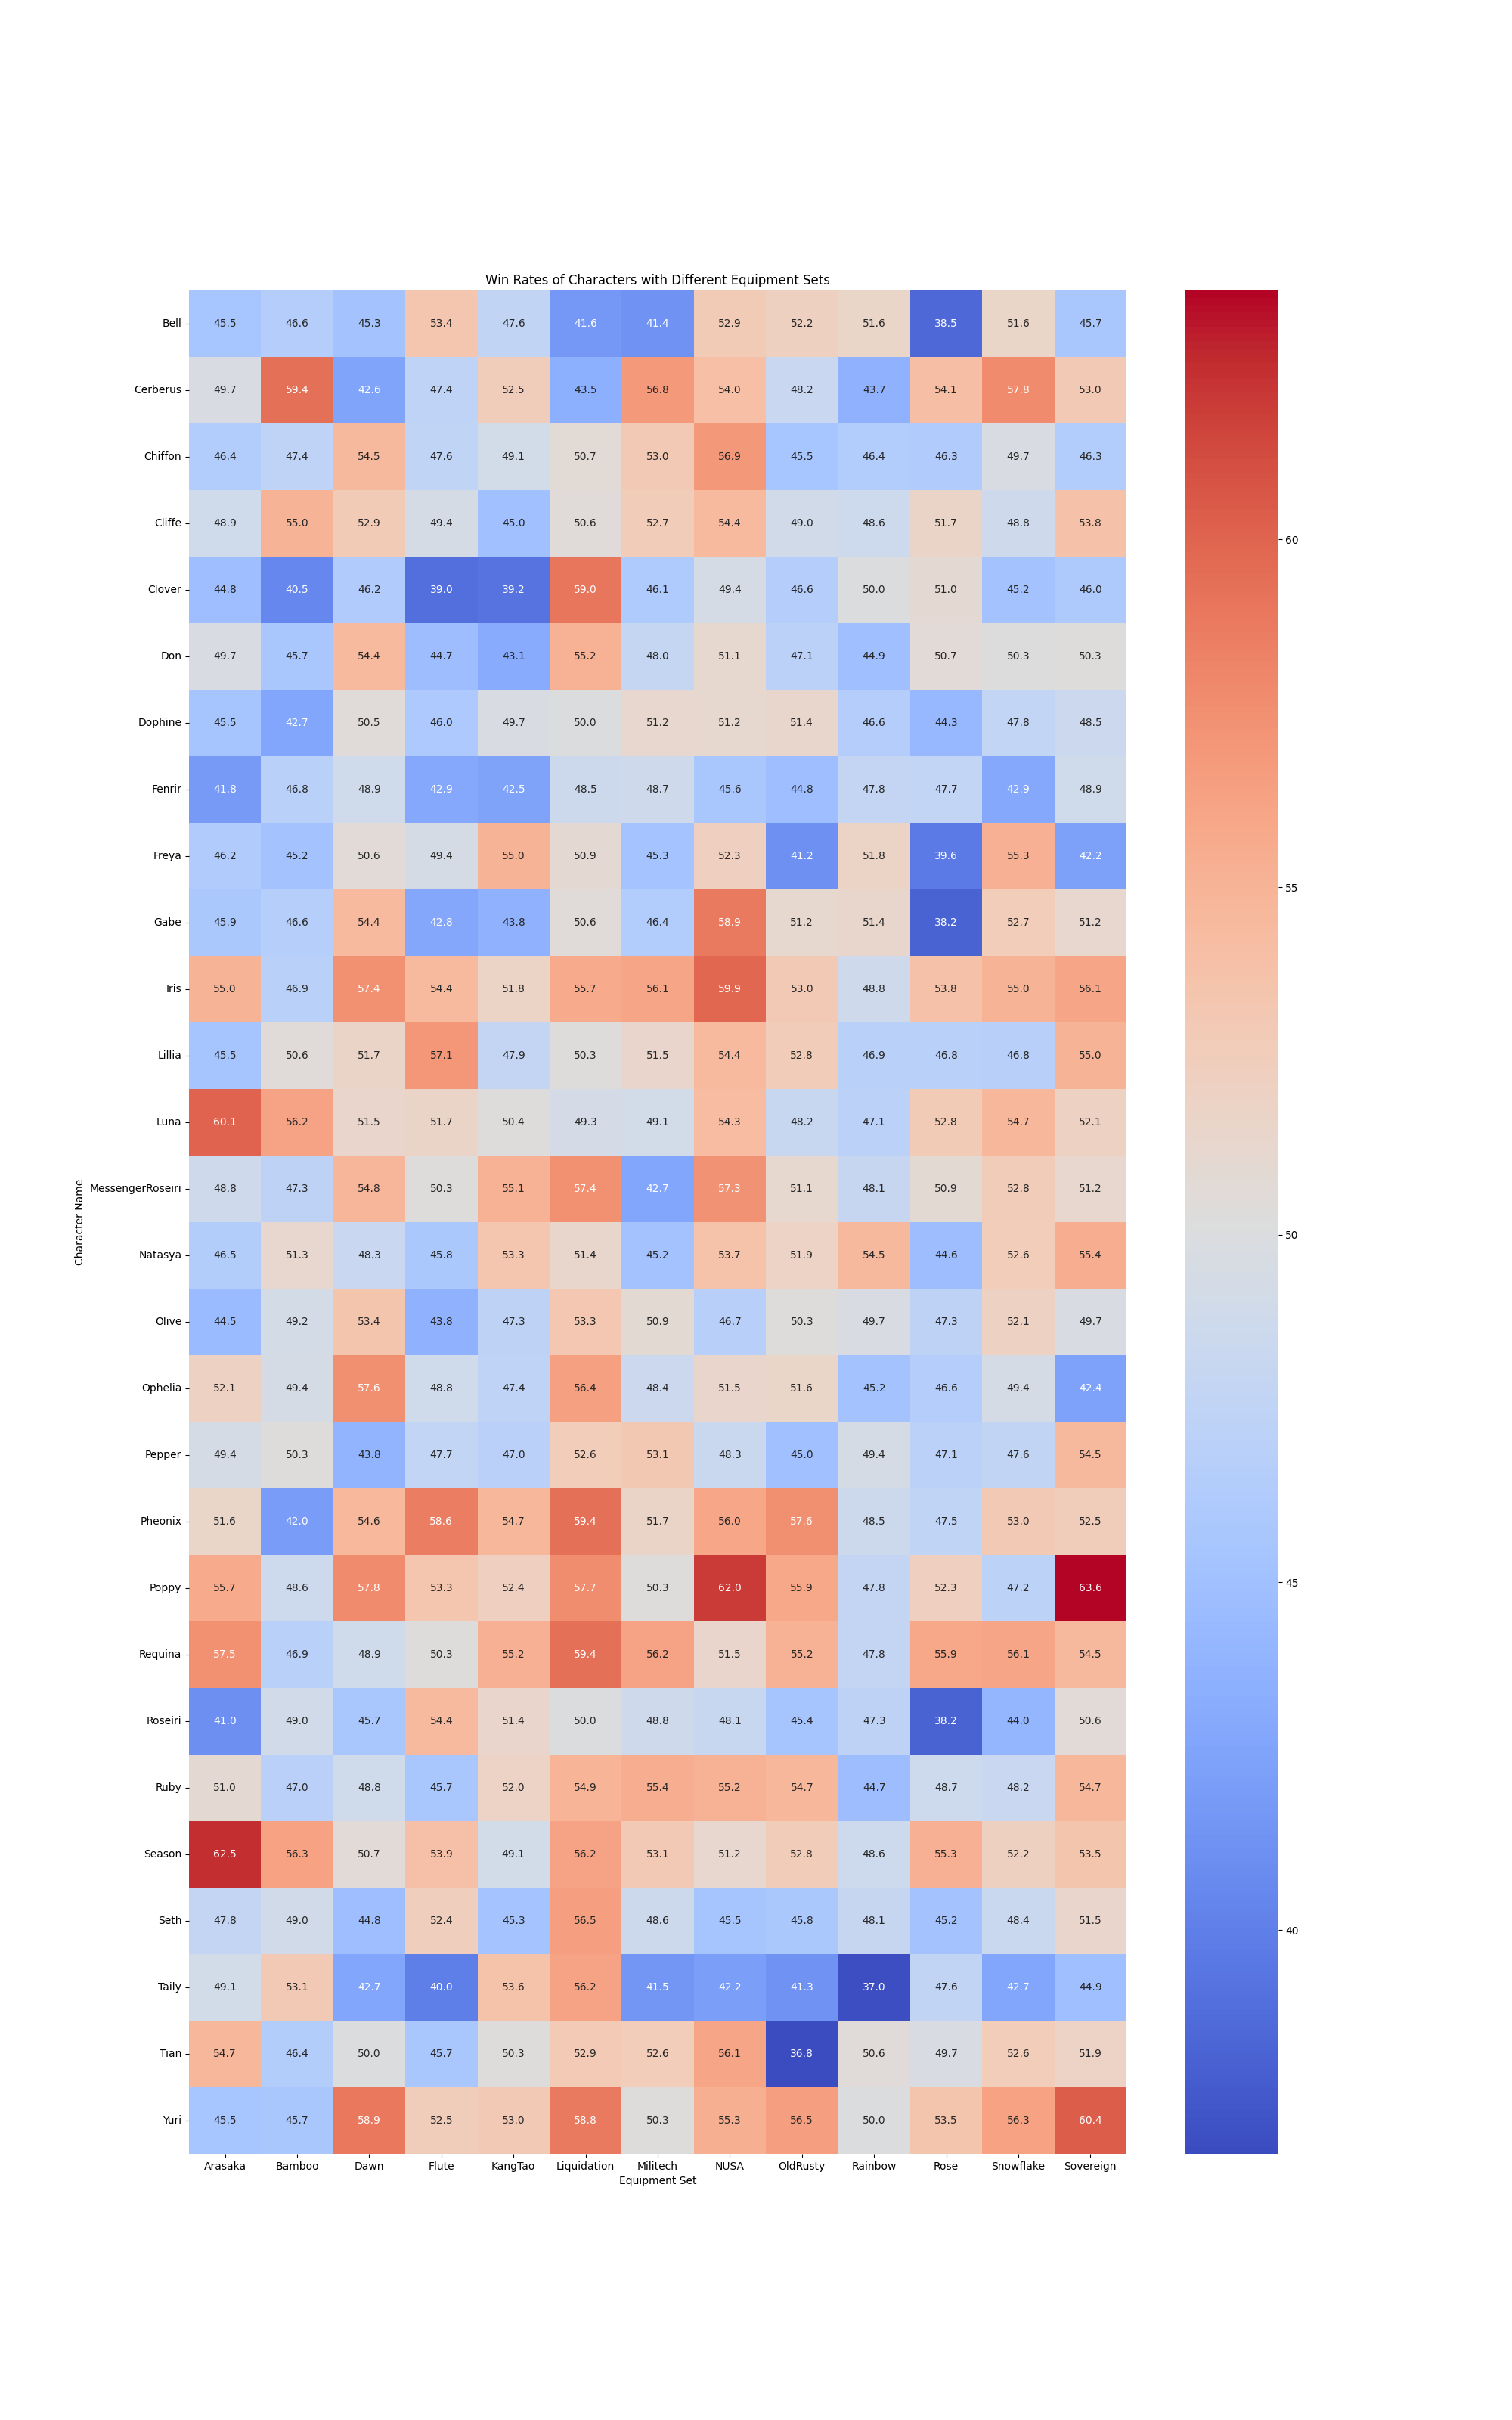 Win Rates of Characters with Different Equipment Sets
Bell 45.5 46.6 45.3 53.4 47.6 41.6 41.4 52.9 52.2 51.6 38.5 51.6 45.7
Cerberus 49.7 59.4 42.6 47.4 52.5 43.5 56.8 54.0 48.2 43.7 54.1 57.8 53.0
Chiffon 46.4 47.4 54.5 47.6 49.1 50.7 53.0 56.9 45.5 46.4 46.3 49.7 46.3
Cliffe 48.9 55.0 52.9 49.4 45.0 50.6 52.7 54.4 49.0 48.6 51.7 48.8 53.8
60
Clover 44.8 40.5 46.2 39.0 39.2 59.0 46.1 49.4 46.6 50.0 51.0 45.2 46.0
Don 49.7 45.7 54.4 44.7 43.1 55.2 48.0 51.1 47.1 44.9 50.7 50.3 50.3
Dophine 45.5 42.7 50.5 46.0 49.7 50.0 51.2 51.2 51.4 46.6 44.3 47.8 48.5
Fenrir 41.8 46.8 48.9 42.9 42.5 48.5 48.7 45.6 44.8 47.8 47.7 42.9 48.9
Freya 46.2 45.2 50.6 49.4 55.0 50.9 45.3 52.3 41.2 51.8 39.6 55.3 42.2
55
Gabe 45.9 46.6 54.4 42.8 43.8 50.6 46.4 58.9 51.2 51.4 38.2 52.7 51.2
Iris 55.0 46.9 57.4 54.4 51.8 55.7 56.1 59.9 53.0 48.8 53.8 55.0 56.1
Lillia 45.5 50.6 51.7 57.1 47.9 50.3 51.5 54.4 52.8 46.9 46.8 46.8 55.0
Luna 60.1 56.2 51.5 51.7 50.4 49.3 49.1 54.3 48.2 47.1 52.8 54.7 52.1
MessengerRoseiri 48.8 47.3 54.8 50.3 55.1 57.4 42.7 57.3 51.1 48.1 50.9 52.8 51.2
Character Name
50
Natasya 46.5 51.3 48.3 45.8 53.3 51.4 45.2 53.7 51.9 54.5 44.6 52.6 55.4
Olive 44.5 49.2 53.4 43.8 47.3 53.3 50.9 46.7 50.3 49.7 47.3 52.1 49.7
Ophelia 52.1 49.4 57.6 48.8 47.4 56.4 48.4 51.5 51.6 45.2 46.6 49.4 42.4
Pepper 49.4 50.3 43.8 47.7 47.0 52.6 53.1 48.3 45.0 49.4 47.1 47.6 54.5
Pheonix 51.6 42.0 54.6 58.6 54.7 59.4 51.7 56.0 57.6 48.5 47.5 53.0 52.5
Poppy 55.7 48.6 57.8 53.3 52.4 57.7 50.3 62.0 55.9 47.8 52.3 47.2 63.6
45
Requina 57.5 46.9 48.9 50.3 55.2 59.4 56.2 51.5 55.2 47.8 55.9 56.1 54.5
Roseiri 41.0 49.0 45.7 54.4 51.4 50.0 48.8 48.1 45.4 47.3 38.2 44.0 50.6
Ruby 51.0 47.0 48.8 45.7 52.0 54.9 55.4 55.2 54.7 44.7 48.7 48.2 54.7
Season 62.5 56.3 50.7 53.9 49.1 56.2 53.1 51.2 52.8 48.6 55.3 52.2 53.5
Seth 47.8 49.0 44.8 52.4 45.3 56.5 48.6 45.5 45.8 48.1 45.2 48.4 51.5
40
Taily 49.1 53.1 42.7 40.0 53.6 56.2 41.5 42.2 41.3 37.0 47.6 42.7 44.9
Tian 54.7 46.4 50.0 45.7 50.3 52.9 52.6 56.1 36.8 50.6 49.7 52.6 51.9
Yuri 45.5 45.7 58.9 52.5 53.0 58.8 50.3 55.3 56.5 50.0 53.5 56.3 60.4
Arasaka Bamboo Dawn Flute KangTao Liquidation Militech NUSA OldRusty Rainbow Rose Snowflake Sovereign
Equipment Set